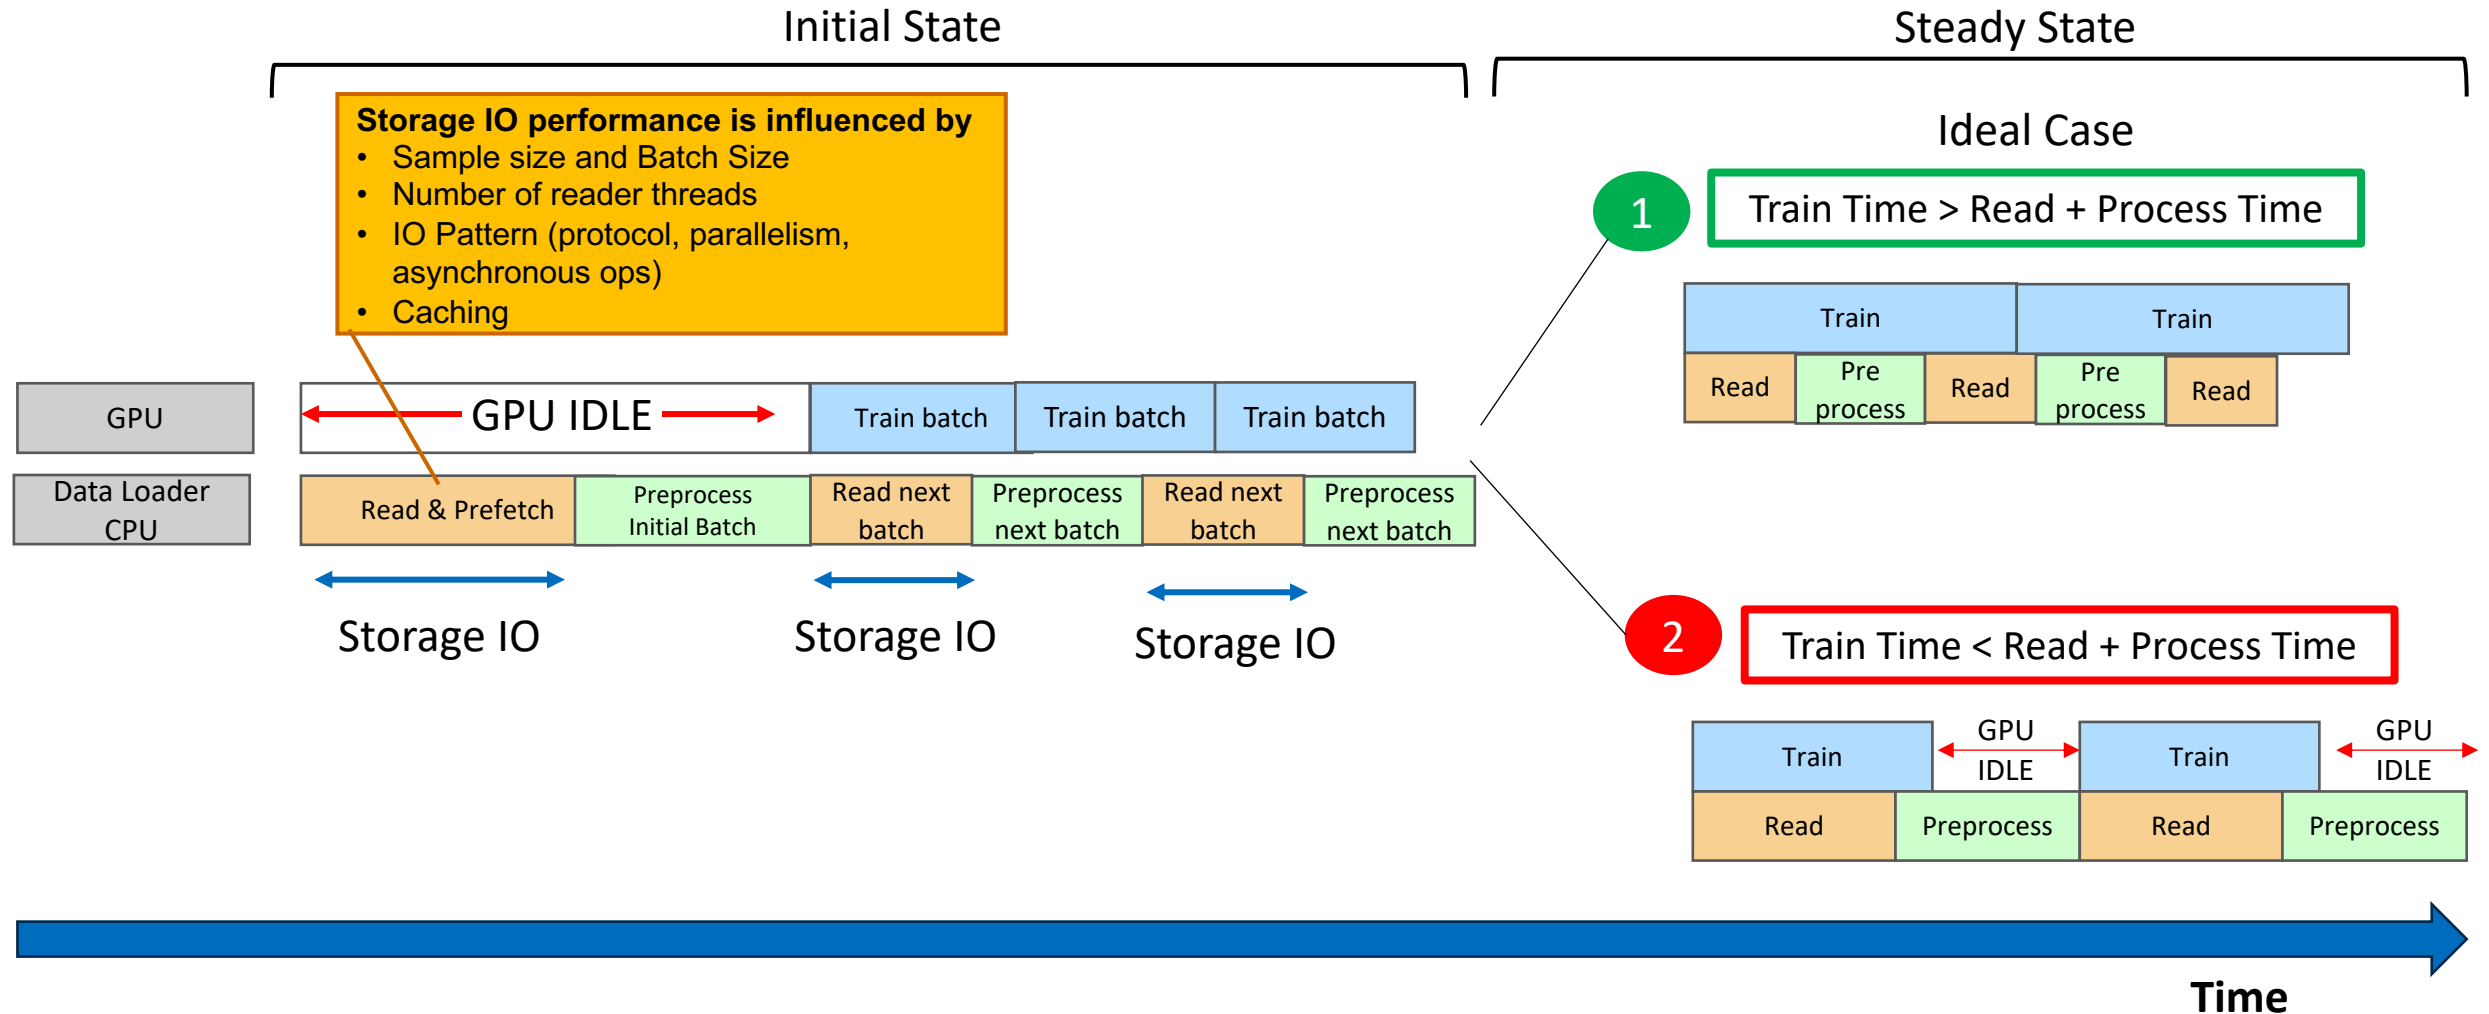 Initial State
Steady State
Storage IO performance is influenced by
• Sample size and Batch Size
• Number of reader threads
• IO Pattern (protocol, parallelism,
asynchronous ops)
• Caching
Ideal Case
1
Train Time > Read + Process Time
Train
Train
Read
Pre
process
Read
Pre
process
Read
GPU
GPU IDLE
Train batch
Train batch
Train batch
Data Loader
CPU
Read & Prefetch
Preprocess
Initial Batch
Read next
batch
Preprocess
next batch
Read next
batch
Preprocess
next batch
Storage IO
Storage IO
Storage IO
2
Train Time < Read + Process Time
Train
GPU
IDLE
Train
GPU
IDLE
Read
Preprocess
Read
Preprocess
Time